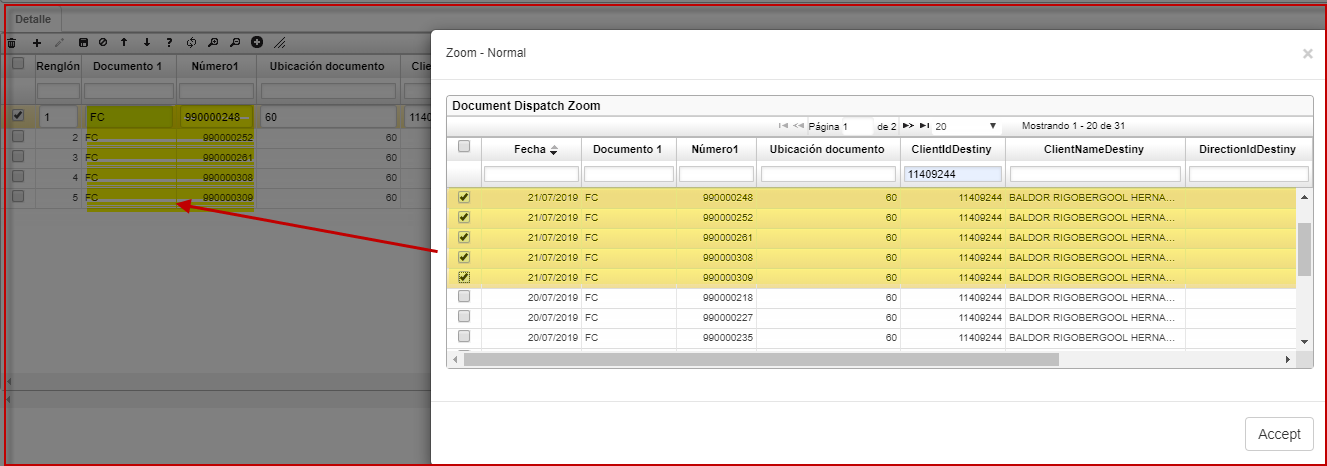 Detalle
Renglón Documento 1 Número1 Ubicación documento Clie
1 FC 990000248 60 1140
2 FC 990000252 60
3 FC 990000261 60
4 FC 990000308 60
5 FC 990000309 60
Zoom - Normal ×
Document Dispatch Zoom
Página 1 de 2 20 Mostrando 1 - 20 de 31
Fecha Documento 1 Número1 Ubicación documento ClientIdDestiny ClientNameDestiny DirectionIdDestiny
11409244
21/07/2019 FC 990000248 60 11409244 BALDOR RIGOBERGOOL HERNA...
21/07/2019 FC 990000252 60 11409244 BALDOR RIGOBERGOOL HERNA...
21/07/2019 FC 990000261 60 11409244 BALDOR RIGOBERGOOL HERNA...
21/07/2019 FC 990000308 60 11409244 BALDOR RIGOBERGOOL HERNA...
21/07/2019 FC 990000309 60 11409244 BALDOR RIGOBERGOOL HERNA...
20/07/2019 FC 990000218 60 11409244 BALDOR RIGOBERGOOL HERNA...
20/07/2019 FC 990000227 60 11409244 BALDOR RIGOBERGOOL HERNA...
20/07/2019 FC 990000235 60 11409244 BALDOR RIGOBERGOOL HERNA...
Accept